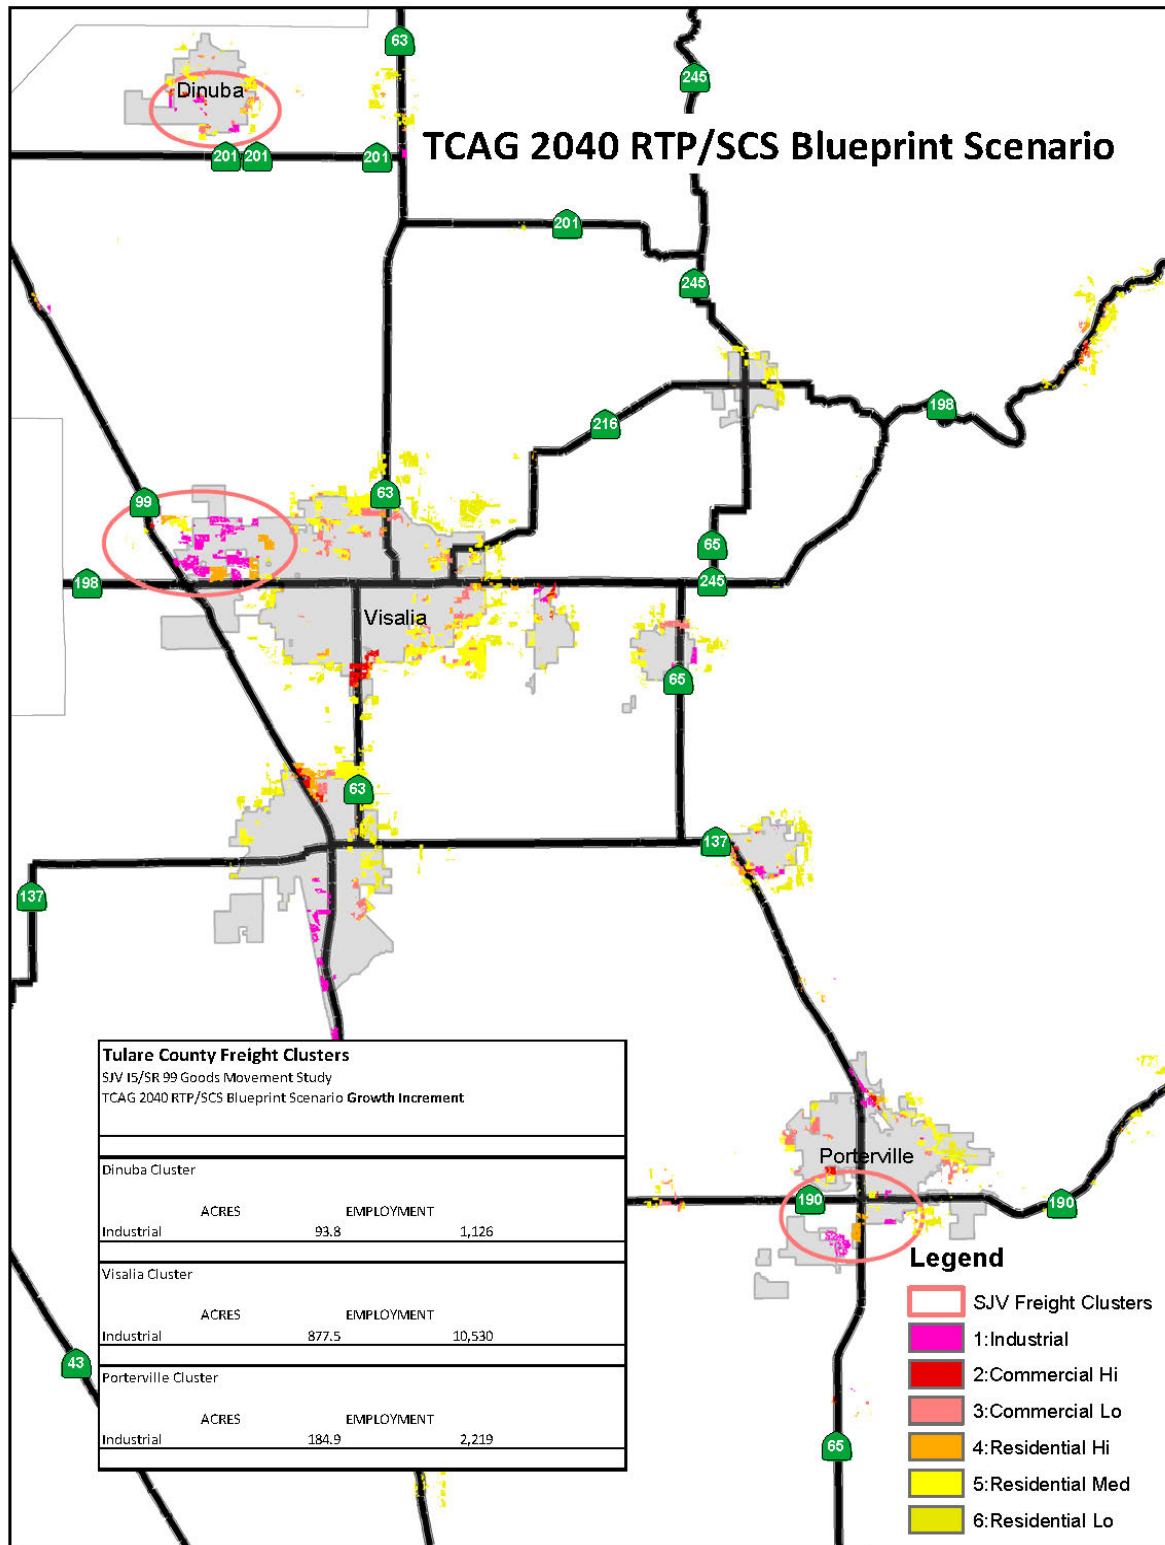 63
245
Dinuba
TCAG 2040 RTP/SCS Blueprint Scenario
201 201 201
201
245
198
216
99
63
65
198
245
Visalia
65
63
137
137
Tulare County Freight Clusters
SJV I5/SR 99 Goods Movement Study
TCAG 2040 RTP/SCS Blueprint Scenario Growth Increment
Dinuba Cluster
ACRES EMPLOYMENT
Industrial 93.8 1,126
Visalia Cluster
ACRES EMPLOYMENT
Industrial 877.5 10,530
Porterville Cluster
ACRES EMPLOYMENT
Industrial 184.9 2,219
43
Porterville
190
190
65
Legend
SJV Freight Clusters
1:Industrial
2:Commercial Hi
3:Commercial Lo
4:Residential Hi
5:Residential Med
6:Residential Lo